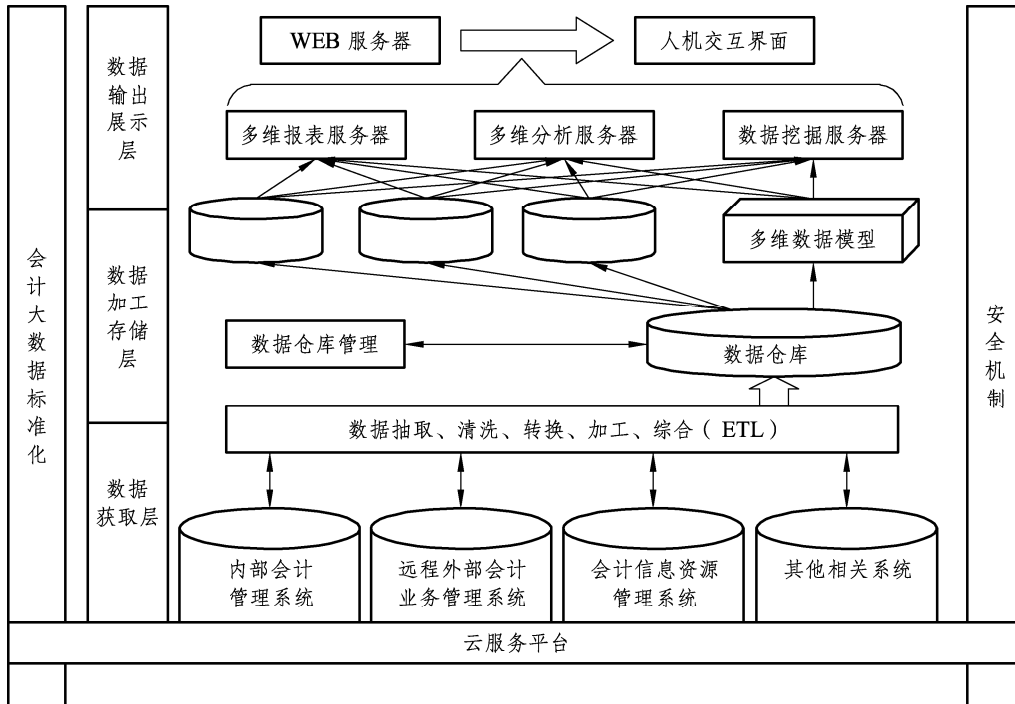 WEB 服务器
人机交互界面
数据
输出
展示
层
多维报表服务器
多维分析服务器
数据挖掘服务器
多维数据模型
会计大数据标准化
数据
加工
存储
层
数据仓库管理
数据仓库
安全机制
数据抽取、清洗、转换、加工、综合（ETL）
数据
获取层
内部会计
管理系统
远程外部会计
业务管理系统
会计信息资源
管理系统
其他相关系统
云服务平台